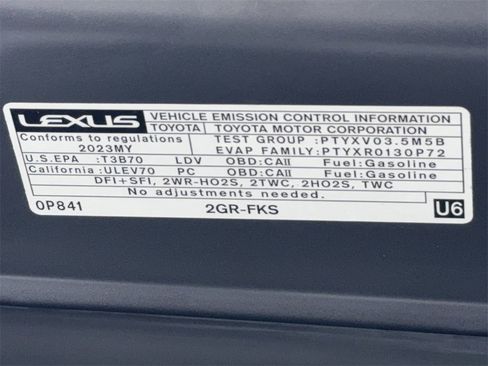 LEXUS VEHICLE EMISSION CONTROL INFORMATION
TOYOTA TOYOTA MOTOR CORPORATION
Conforms to regulations TEST GROUP :PTYXV03.5M5B
2023MY EVAP FAMILY:PTYXR0130P72
U.S.EPA :T3B70 LDV OBD:CAII Fuel:Gasoline
California:ULEV70 PC OBD:CAII Fuel:Gasoline
DFI+SFI, 2WR-HO2S, 2TWC, 2HO2S, TWC
No adjustments needed.
0P841 2GR-FKS U6